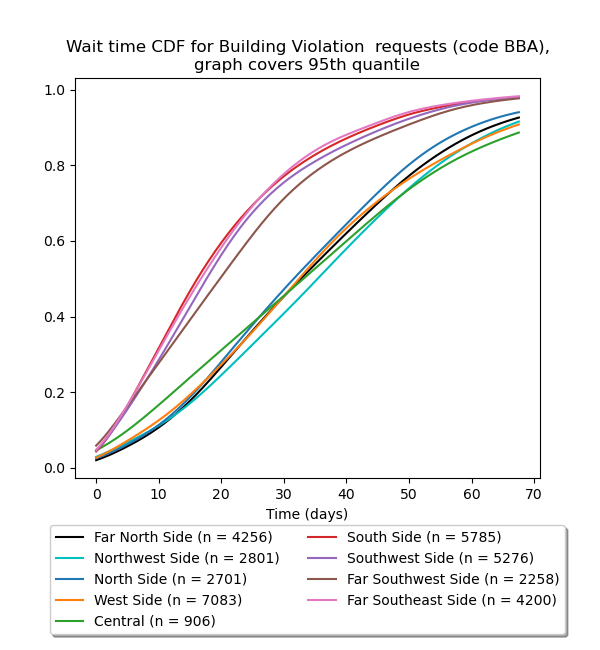 Wait time CDF for Building Violation  requests (code BBA),
graph covers 95th quantile
1.0
0.8
0.6
0.4
0.2
0.0
0 10 20 30 40 50 60 70
Time (days)
Far North Side (n = 4256)
Northwest Side (n = 2801)
North Side (n = 2701)
West Side (n = 7083)
Central (n = 906)
South Side (n = 5785)
Southwest Side (n = 5276)
Far Southwest Side (n = 2258)
Far Southeast Side (n = 4200)